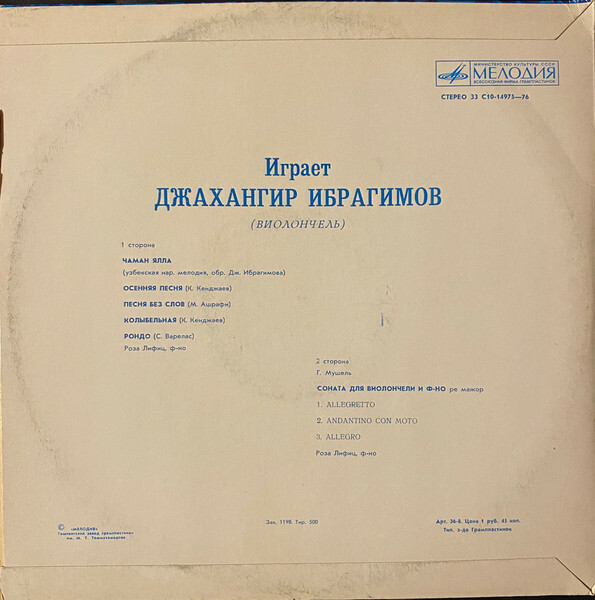 МИНИСТЕРСТВО КУЛЬТУРЫ СССР
МЕЛОДИЯ
ВСЕСОЮЗНАЯ ФИРМА ГРАМПЛАСТИНОК
СТЕРЕО 33 С10-14975—76
Играет
ДЖАХАНГИР ИБРАГИМОВ
(ВИОЛОНЧЕЛЬ)
1 сторона
ЧАМАН ЯЛЛА
(узбекская нар. мелодия, обр. Дж. Ибрагимова)
ОСЕННЯЯ ПЕСНЯ (К. Кенджаев)
ПЕСНЯ БЕЗ СЛОВ (М. Ашрафи)
КОЛЫБЕЛЬНАЯ (К. Кенджаев)
РОНДО (С. Варелас)
Роза Лифиц, ф-но
2 сторона
Г. Мушель
СОНАТА ДЛЯ ВИОЛОНЧЕЛИ И Ф-НО ре мажор
1. ALLEGRETTO
2. ANDANTINO CON MOTO
3. ALLEGRO
Роза Лифиц, ф-но
© «МЕЛОДИЯ»
Ташкентский завод грампластинок
им. М. Т. Ташмухамедова
Зак. 1198 Тир. 500
Арт. 36-8. Цена 1 руб. 45 коп.
Тип. з-да Грампластинок